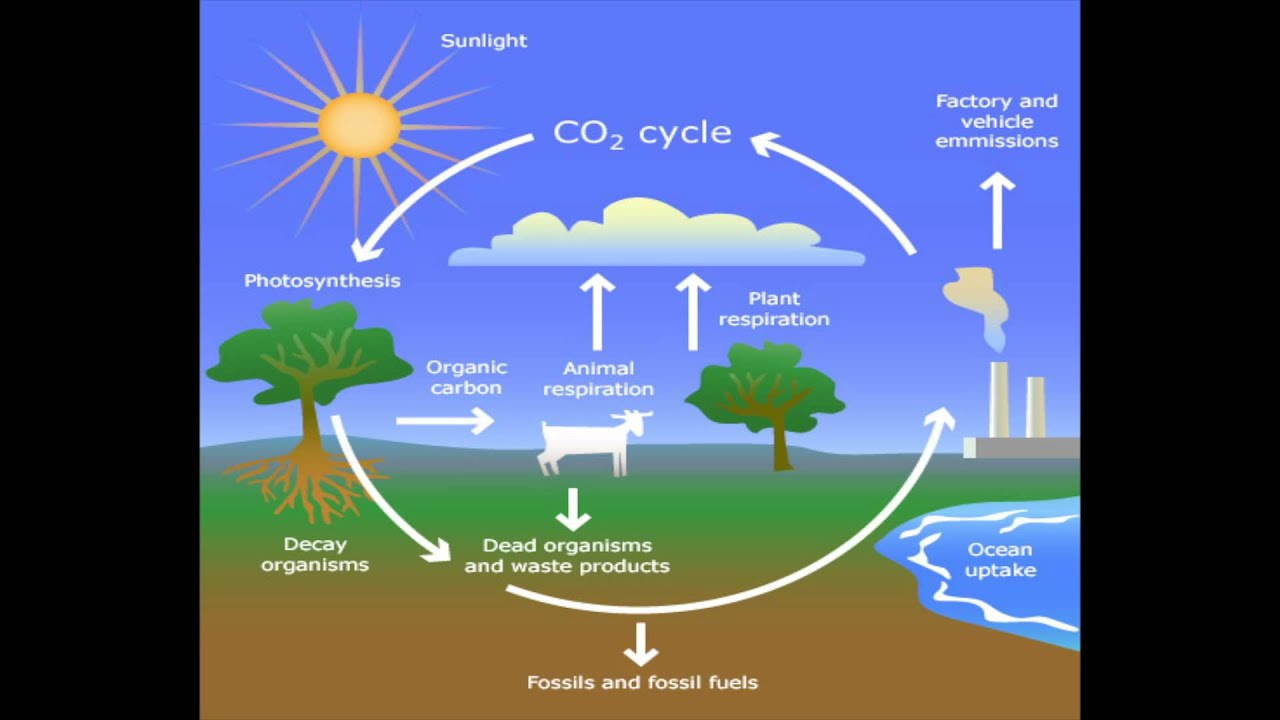 Sunlight
Factory and
vehicle
emmissions
CO₂ cycle
Photosynthesis
Plant
respiration
Organic
carbon
Animal
respiration
Decay
organisms
Dead organisms
and waste products
Ocean
uptake
Fossils and fossil fuels